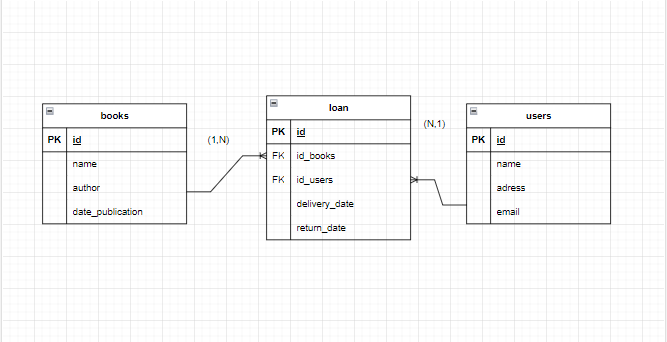 books
PK id
name
author
date_publication
(1,N)
loan
PK id
FK id_books
FK id_users
delivery_date
return_date
(N,1)
users
PK id
name
adress
email